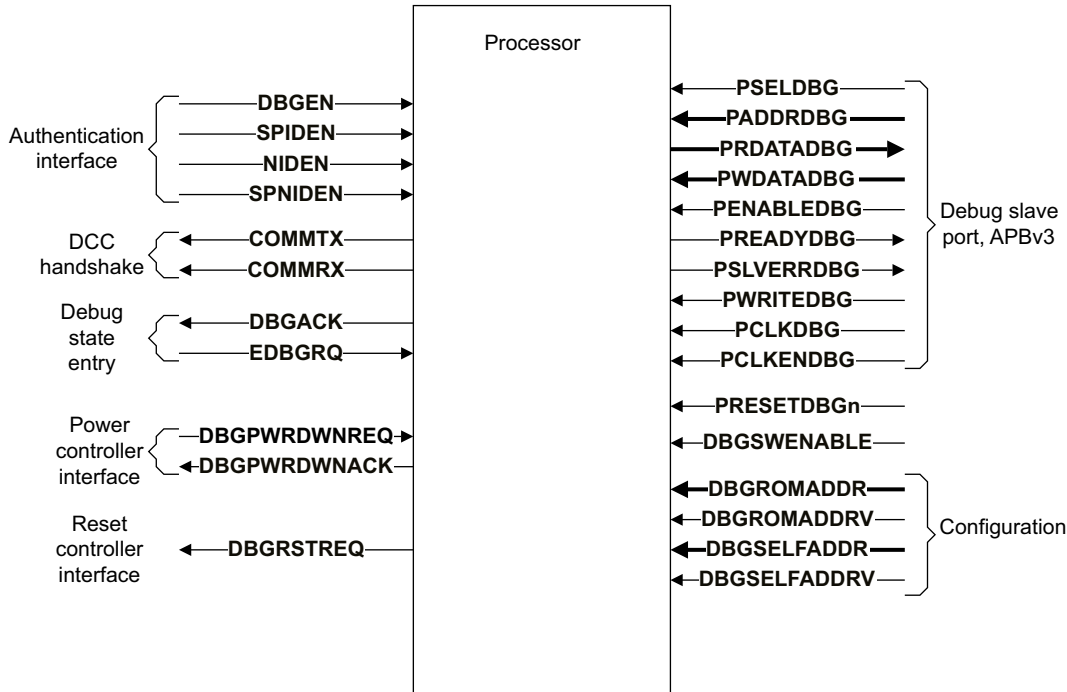 Processor
Authentication
interface
DBGEN
SPIDEN
NIDEN
SPNIDEN
DCC
handshake
COMMTX
COMMRX
Debug
state
entry
DBGACK
EDBGRQ
Power
controller
interface
DBGPWRDWNREQ
DBGPWRDWNACK
Reset
controller
interface
DBGRSTREQ
PSELDBG
PADDRDBG
PRDATADBG
PWDATADBG
PENABLEDBG
PREADYDBG
PSLVERRDBG
PWRITEDBG
PCLKDBG
PCLKENDBG
Debug slave
port, APBv3
PRESETDBGn
DBGSWENABLE
DBGROMADDR
DBGROMADDRV
DBGSELFADDR
DBGSELFADDRV
Configuration